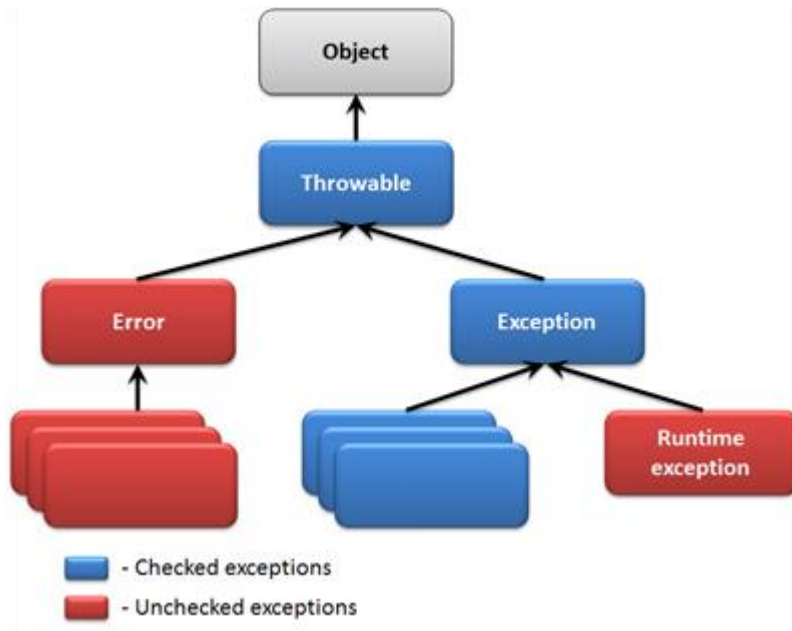 Object
Throwable
Error
Exception
Runtime
exception
- Checked exceptions
- Unchecked exceptions